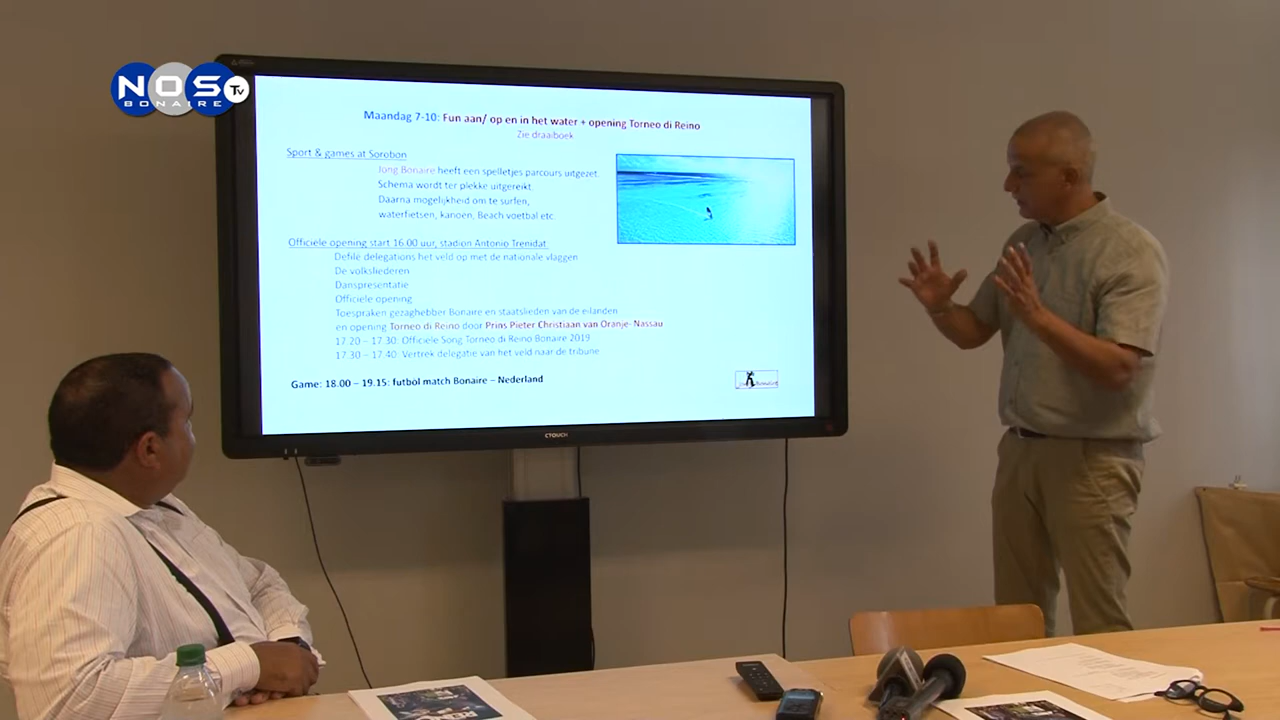 NOS Tv
BONAIRE
Maandag 7-10: Fun aan/ op en in het water + opening Torneo di Reino
Zie draaiboek
Sport & games at Sorobon
Jong Bonaire heeft een spelletjes parcours uitgezet.
Schema wordt ter plekke uitgereikt.
Daarna mogelijkheid om te surfen,
waterfietsen, kanoën, Beach voetbal etc.
Officiële opening start 16.00 uur, stadion Antonio Trenidat
Defilé delegations het veld op met de nationale vlaggen
De volksliederen
Danspresentatie
Officiële opening
Toespraken gezaghebber Bonaire en staatslieden van de eilanden
en opening Torneo di Reino door Prins Pieter Christiaan van Oranje- Nassau
17.20 – 17.30: Officiële Song Torneo di Reino Bonaire 2019
17.30 – 17.40: Vertrek delegatie van het veld naar de tribune
Game: 18.00 – 19.15: futbol match Bonaire – Nederland
CTOUCH